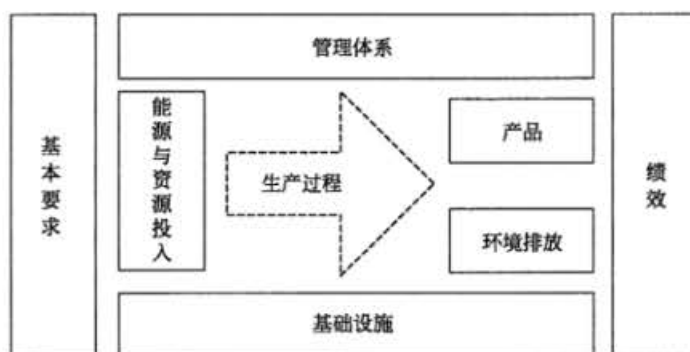 基本要求
管理体系
能源与资源投入
生产过程
产品
环境排放
基础设施
绩效